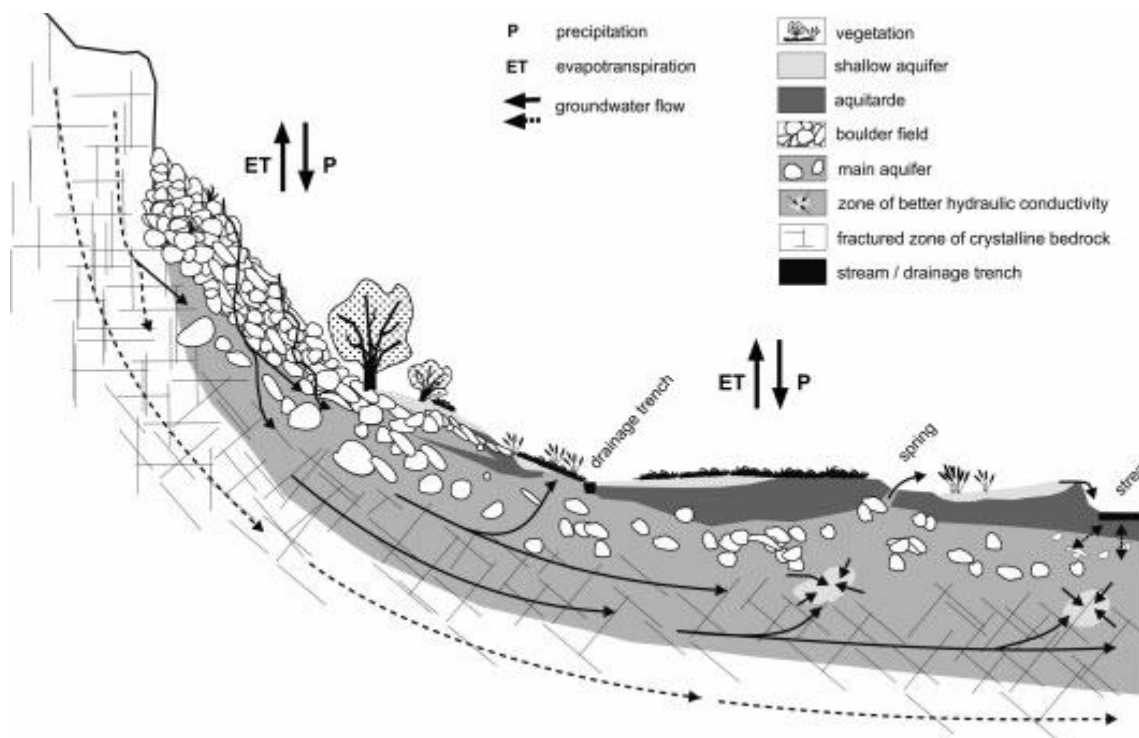 P precipitation
ET evapotranspiration
groundwater flow
vegetation
shallow aquifer
aquitarde
boulder field
main aquifer
zone of better hydraulic conductivity
fractured zone of crystalline bedrock
stream / drainage trench
ET P
ET P
drainage trench
spring
strea